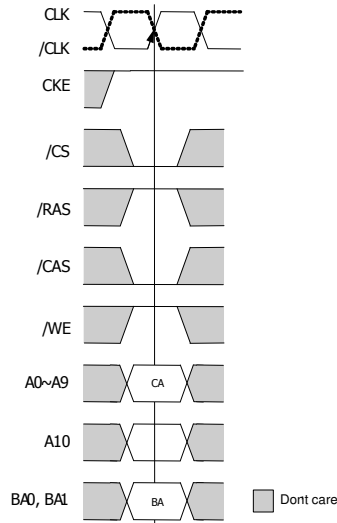 CLK
/CLK
CKE
/CS
/RAS
/CAS
/WE
A0~A9 CA
A10
BA0, BA1 BA
Dont care